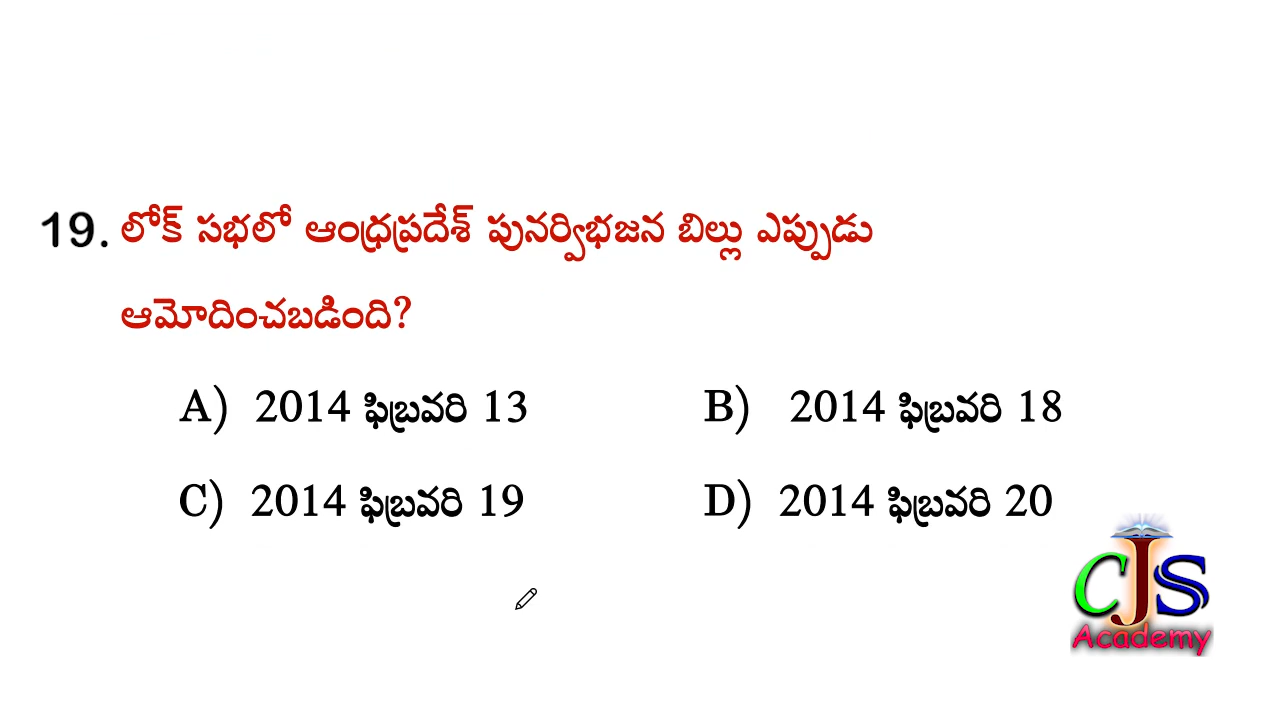 19. లోక్ సభలో ఆంధ్రప్రదేశ్ పునర్విభజన బిల్లు ఎప్పుడు
ఆమోదించబడింది?
A) 2014 ఫిబ్రవరి 13 B) 2014 ఫిబ్రవరి 18
C) 2014 ఫిబ్రవరి 19 D) 2014 ఫిబ్రవరి 20
CJS
Academy